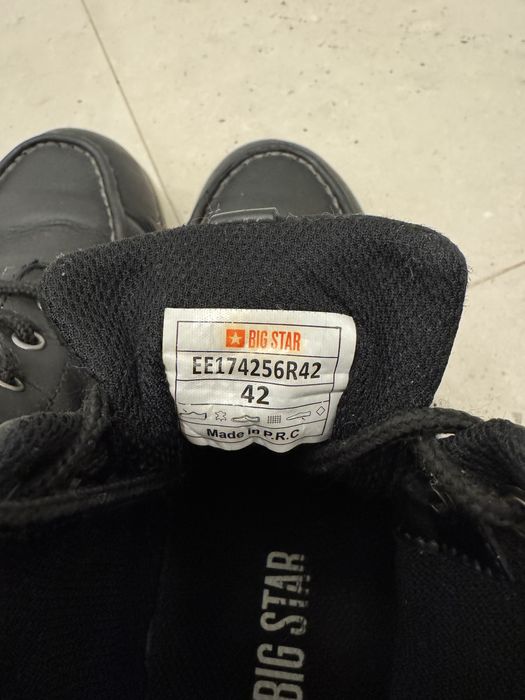 BIG STAR
EE174256R42
42
Made in P.R.C
BIG STAR